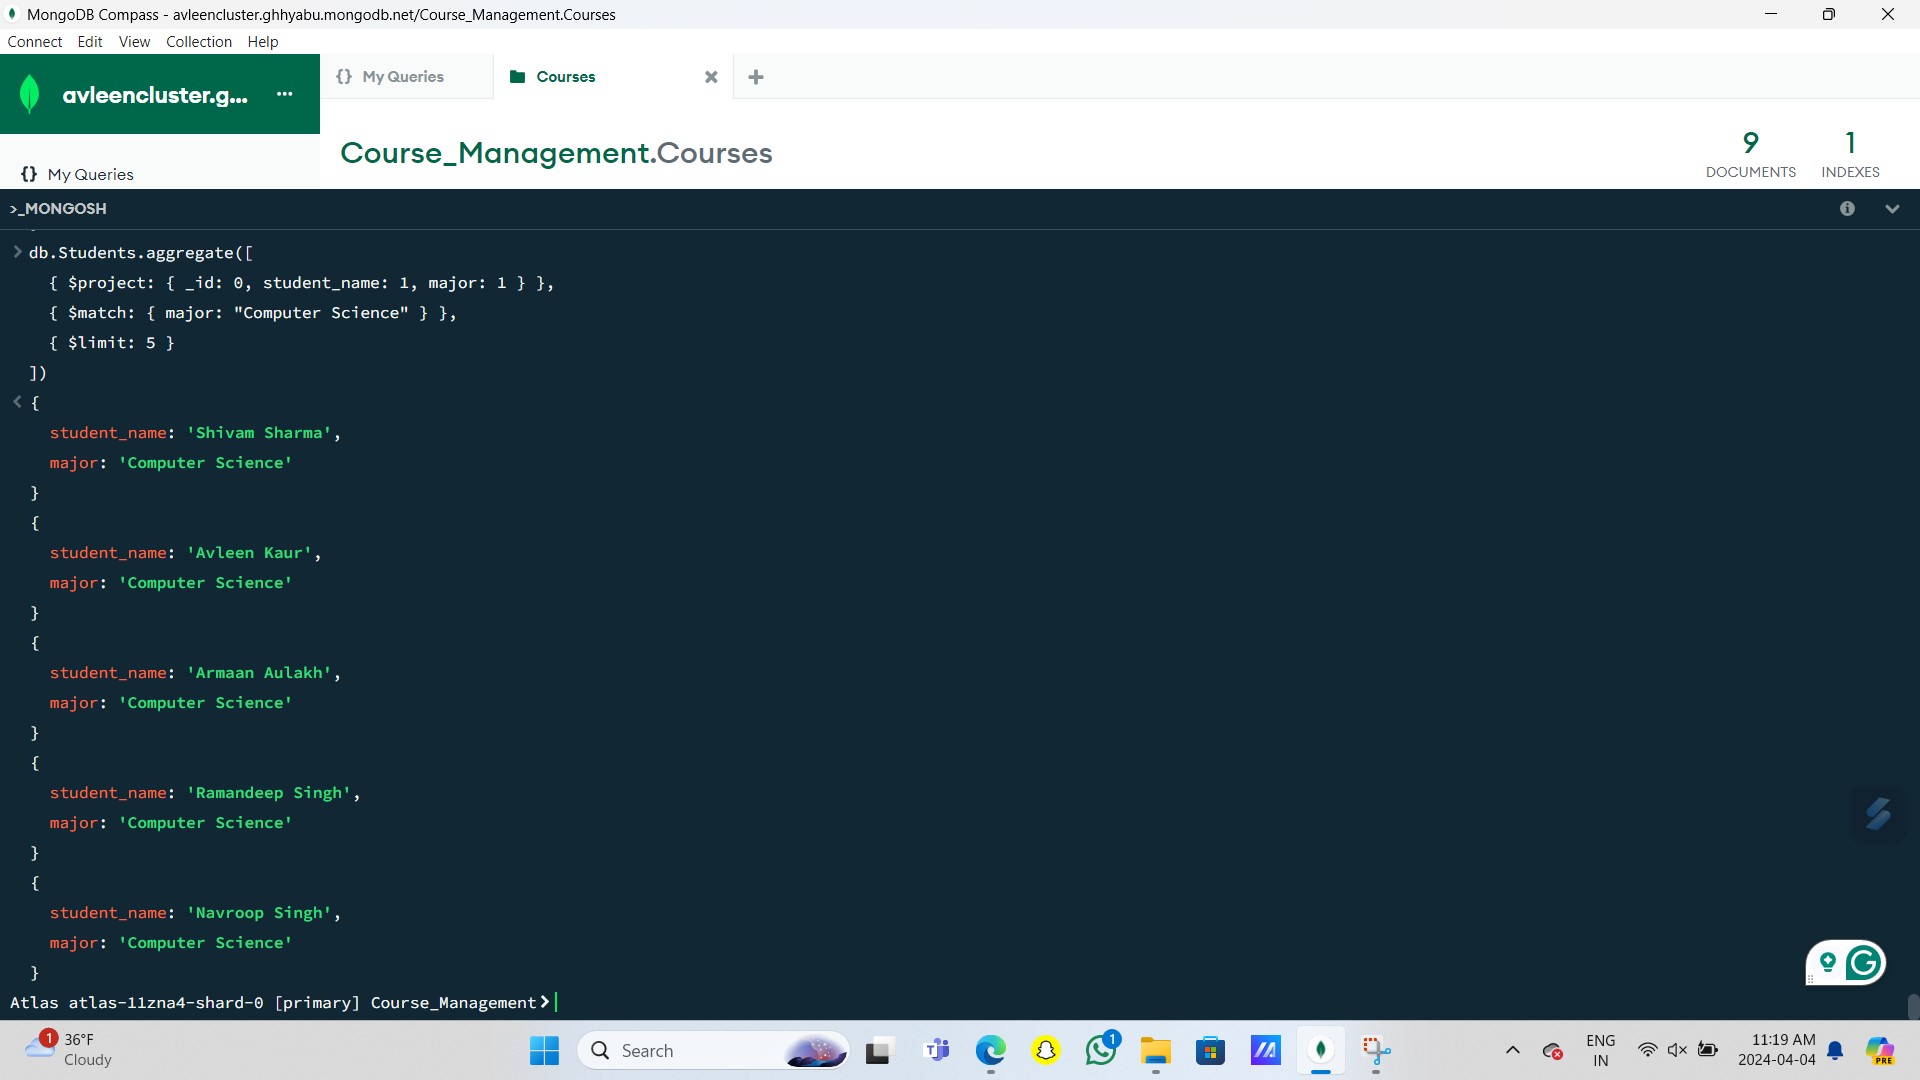 MongoDB Compass - avleencluster.ghhyabu.mongodb.net/Course_Management.Courses
Connect Edit View Collection Help
avleencluster.g... ...
{} My Queries
Courses
{} My Queries
Course_Management.Courses
9
DOCUMENTS
1
INDEXES
>_MONGOSH
> db.Students.aggregate([
{ $project: { _id: 0, student_name: 1, major: 1 } },
{ $match: { major: "Computer Science" } },
{ $limit: 5 }
])
< {
student_name: 'Shivam Sharma',
major: 'Computer Science'
}
{
student_name: 'Avleen Kaur',
major: 'Computer Science'
}
{
student_name: 'Armaan Aulakh',
major: 'Computer Science'
}
{
student_name: 'Ramandeep Singh',
major: 'Computer Science'
}
{
student_name: 'Navroop Singh',
major: 'Computer Science'
}
Atlas atlas-11zna4-shard-0 [primary] Course_Management>
1
36°F
Cloudy
Search
1
ENG
IN
11:19 AM
2024-04-04
PRE